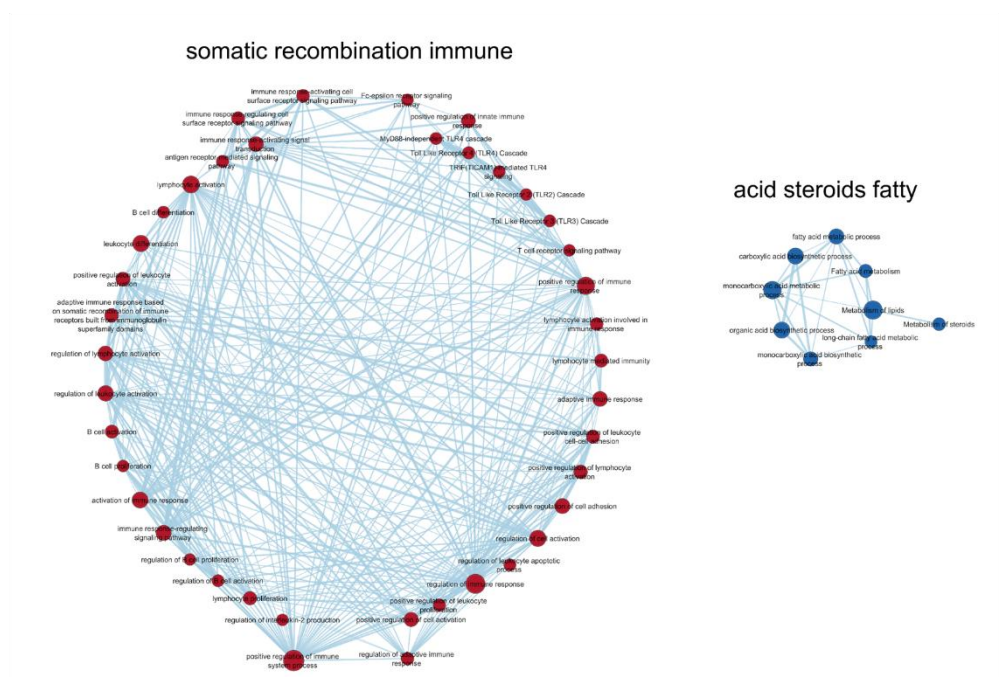 somatic recombination immune
Immune response-activating cell
surface receptor signaling pathway
Fc-epsilon receptor signaling
pathway
immune response-regulating cell
surface receptor signaling pathway
positive regulation of innate immune
response
immune response-activating signal
transduction
MyD88-independent TLR4 cascade
antigen receptor-mediated signaling
pathway
Toll Like Receptor 4 (TLR4) Cascade
TRIF(TICAM1)-mediated TLR4
signaling
lymphocyte activation
Toll Like Receptor 2 (TLR2) Cascade
B cell differentiation
Toll Like Receptor 3 (TLR3) Cascade
leukocyte differentiation
T cell receptor signaling pathway
positive regulation of leukocyte
activation
positive regulation of immune
response
adaptive immune response based
on somatic recombination of immune
receptors built from immunoglobulin
superfamily domains
lymphocyte activation involved in
immune response
regulation of lymphocyte activation
lymphocyte mediated immunity
regulation of leukocyte activation
adaptive immune response
B cell activation
positive regulation of leukocyte
cell-cell adhesion
B cell proliferation
positive regulation of lymphocyte
activation
activation of immune response
positive regulation of cell adhesion
immune response-regulating
signaling pathway
regulation of cell activation
regulation of B cell proliferation
regulation of leukocyte apoptotic
process
regulation of B cell activation
regulation of immune response
lymphocyte proliferation
positive regulation of leukocyte
proliferation
regulation of interleukin-2 production
positive regulation of cell activation
positive regulation of immune
system process
regulation of adaptive immune
response
acid steroids fatty
fatty acid metabolic process
carboxylic acid biosynthetic process
Fatty acid metabolism
monocarboxylic acid metabolic
process
Metabolism of lipids
Metabolism of steroids
organic acid biosynthetic process
long-chain fatty acid metabolic
process
monocarboxylic acid biosynthetic
process